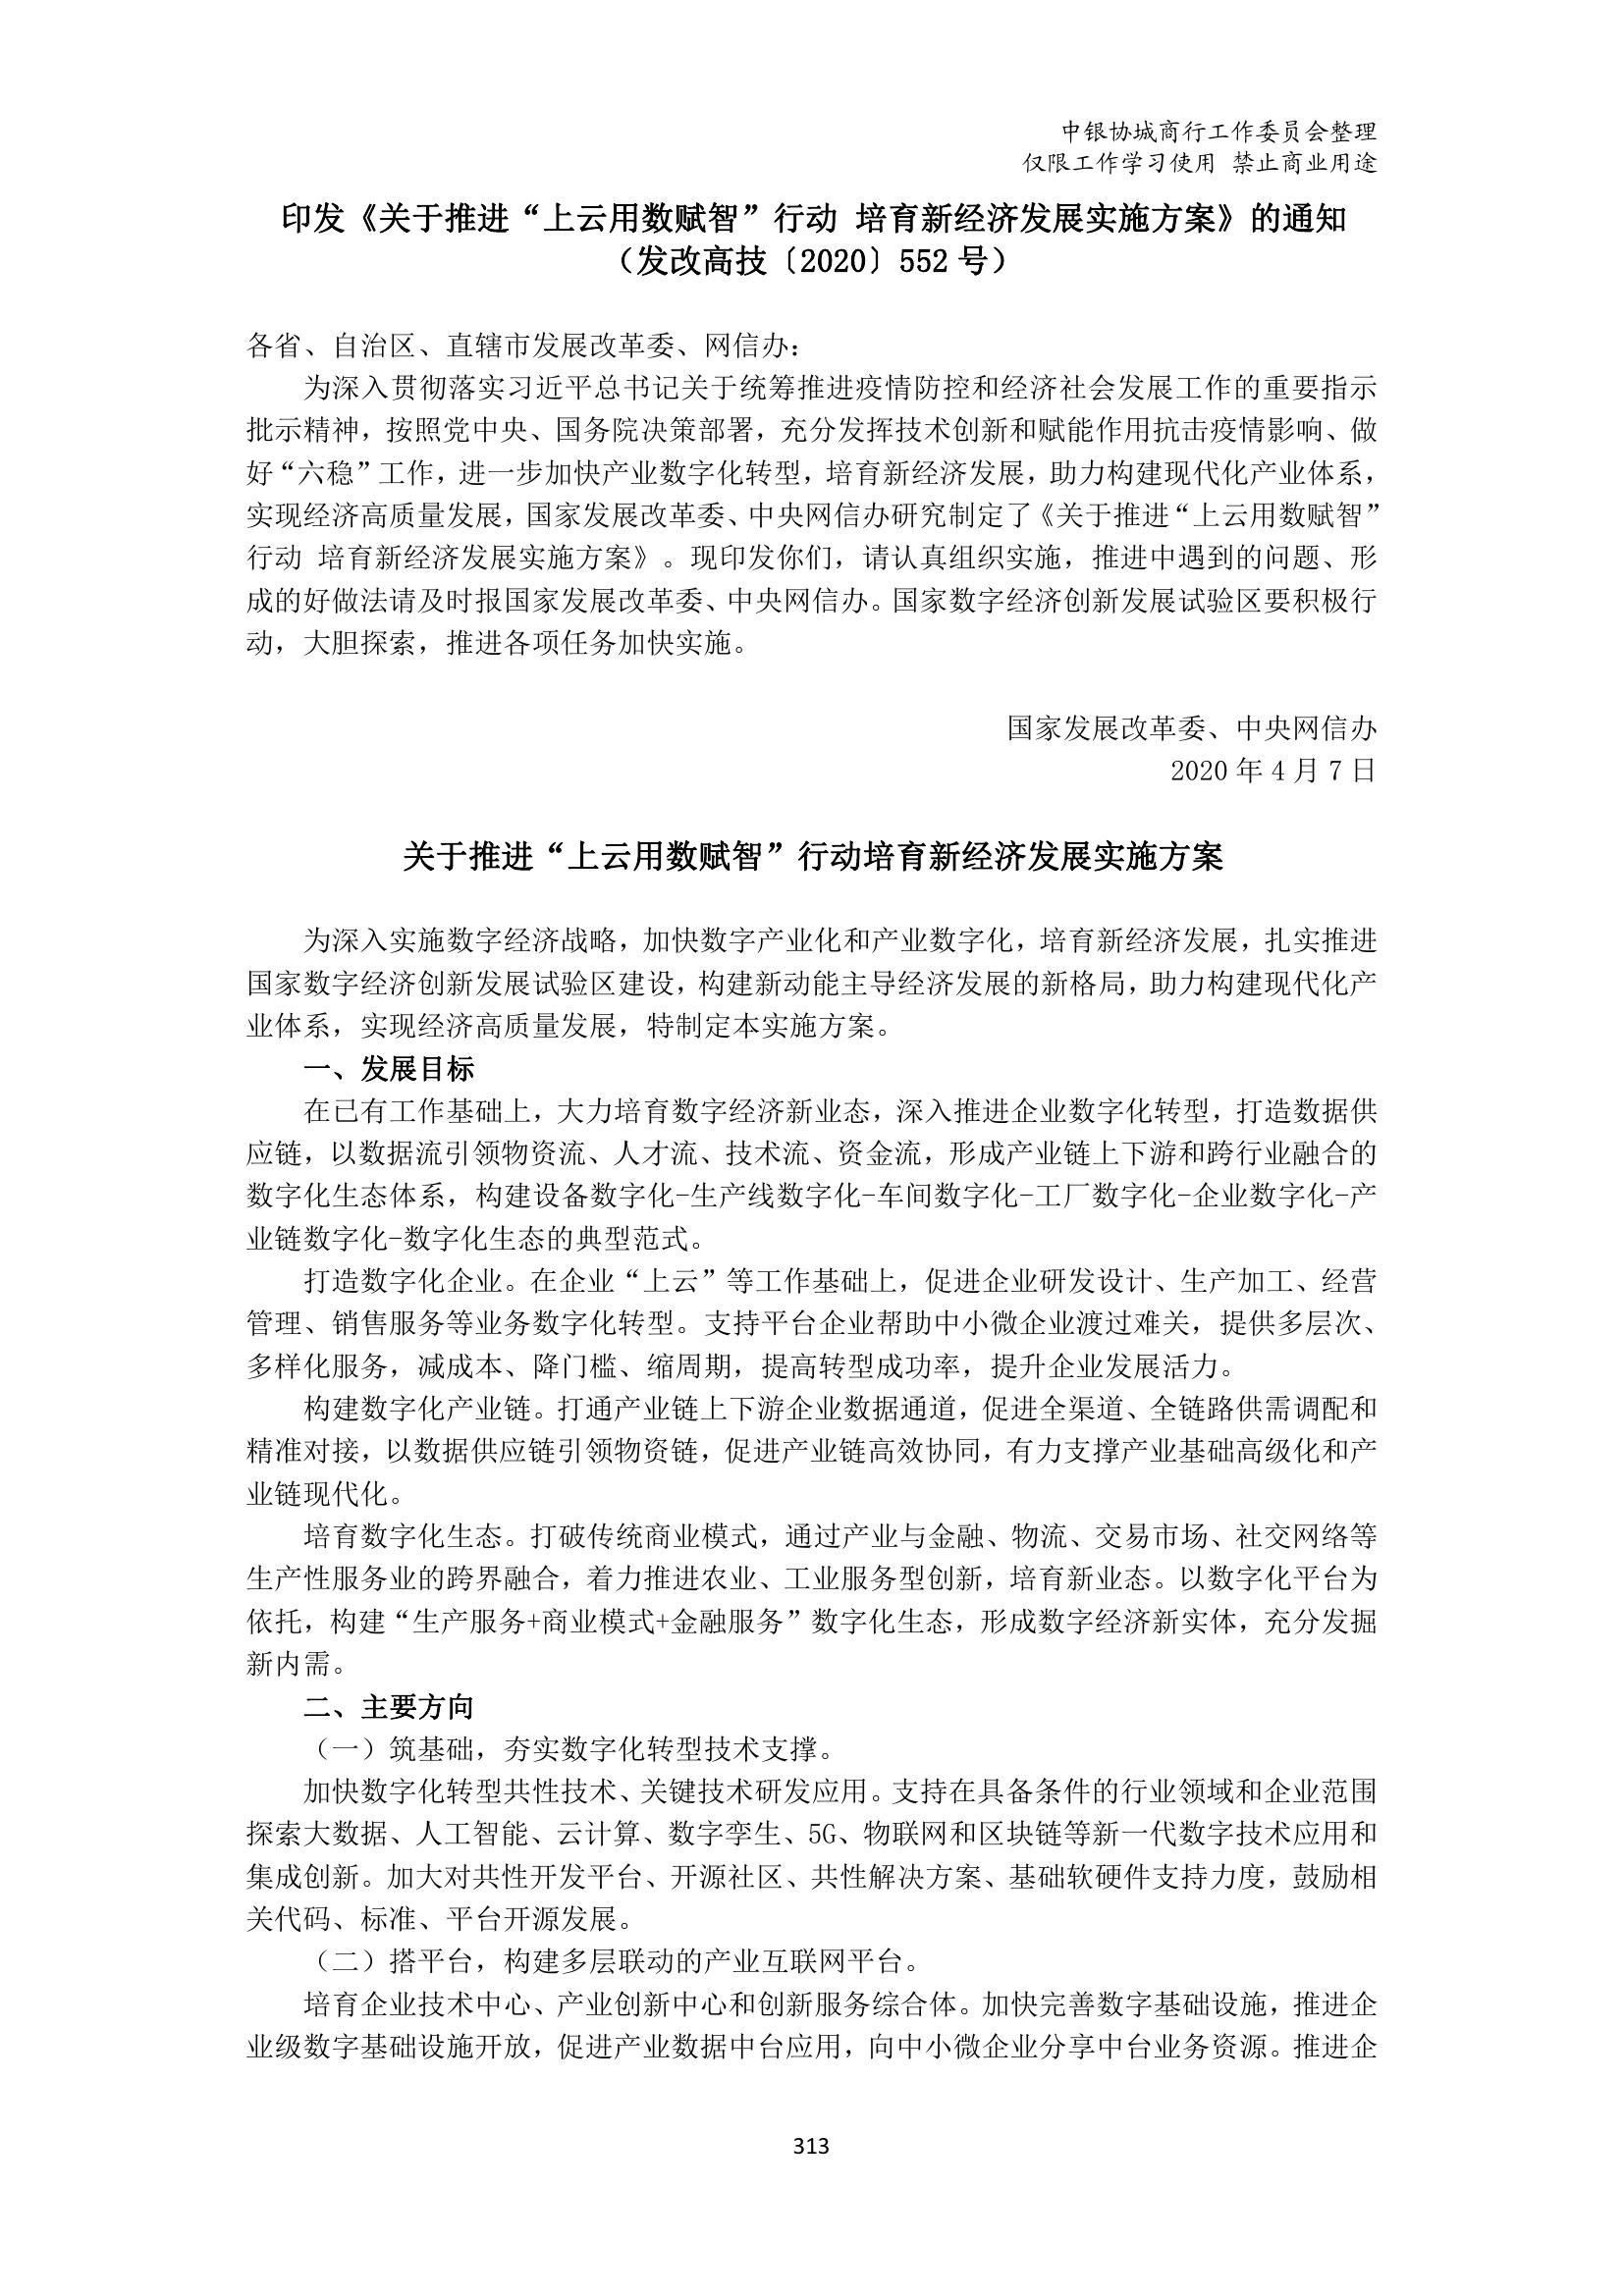 中银协城商行工作委员会整理
仅限工作学习使用 禁止商业用途
印发《关于推进“上云用数赋智”行动 培育新经济发展实施方案》的通知
（发改高技〔2020〕552 号）
各省、自治区、直辖市发展改革委、网信办：
为深入贯彻落实习近平总书记关于统筹推进疫情防控和经济社会发展工作的重要指示
批示精神，按照党中央、国务院决策部署，充分发挥技术创新和赋能作用抗击疫情影响、做
好“六稳”工作，进一步加快产业数字化转型，培育新经济发展，助力构建现代化产业体系，
实现经济高质量发展，国家发展改革委、中央网信办研究制定了《关于推进“上云用数赋智”
行动 培育新经济发展实施方案》。现印发你们，请认真组织实施，推进中遇到的问题、形
成的好做法请及时报国家发展改革委、中央网信办。国家数字经济创新发展试验区要积极行
动，大胆探索，推进各项任务加快实施。
国家发展改革委、中央网信办
2020 年 4 月 7 日
关于推进“上云用数赋智”行动培育新经济发展实施方案
为深入实施数字经济战略，加快数字产业化和产业数字化，培育新经济发展，扎实推进
国家数字经济创新发展试验区建设，构建新动能主导经济发展的新格局，助力构建现代化产
业体系，实现经济高质量发展，特制定本实施方案。
一、发展目标
在已有工作基础上，大力培育数字经济新业态，深入推进企业数字化转型，打造数据供
应链，以数据流引领物资流、人才流、技术流、资金流，形成产业链上下游和跨行业融合的
数字化生态体系，构建设备数字化-生产线数字化-车间数字化-工厂数字化-企业数字化-产
业链数字化-数字化生态的典型范式。
打造数字化企业。在企业“上云”等工作基础上，促进企业研发设计、生产加工、经营
管理、销售服务等业务数字化转型。支持平台企业帮助中小微企业渡过难关，提供多层次、
多样化服务，减成本、降门槛、缩周期，提高转型成功率，提升企业发展活力。
构建数字化产业链。打通产业链上下游企业数据通道，促进全渠道、全链路供需调配和
精准对接，以数据供应链引领物资链，促进产业链高效协同，有力支撑产业基础高级化和产
业链现代化。
培育数字化生态。打破传统商业模式，通过产业与金融、物流、交易市场、社交网络等
生产性服务业的跨界融合，着力推进农业、工业服务型创新，培育新业态。以数字化平台为
依托，构建“生产服务+商业模式+金融服务”数字化生态，形成数字经济新实体，充分发掘
新内需。
二、主要方向
（一）筑基础，夯实数字化转型技术支撑。
加快数字化转型共性技术、关键技术研发应用。支持在具备条件的行业领域和企业范围
探索大数据、人工智能、云计算、数字孪生、5G、物联网和区块链等新一代数字技术应用和
集成创新。加大对共性开发平台、开源社区、共性解决方案、基础软硬件支持力度，鼓励相
关代码、标准、平台开源发展。
（二）搭平台，构建多层联动的产业互联网平台。
培育企业技术中心、产业创新中心和创新服务综合体。加快完善数字基础设施，推进企
业级数字基础设施开放，促进产业数据中台应用，向中小微企业分享中台业务资源。推进企
313